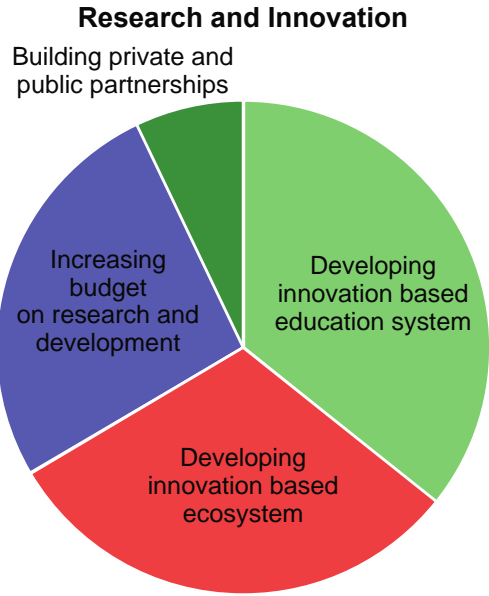 Research and Innovation
Building private and
public partnerships
Increasing
budget
on research and
development
Developing
innovation based
education system
Developing
innovation based
ecosystem